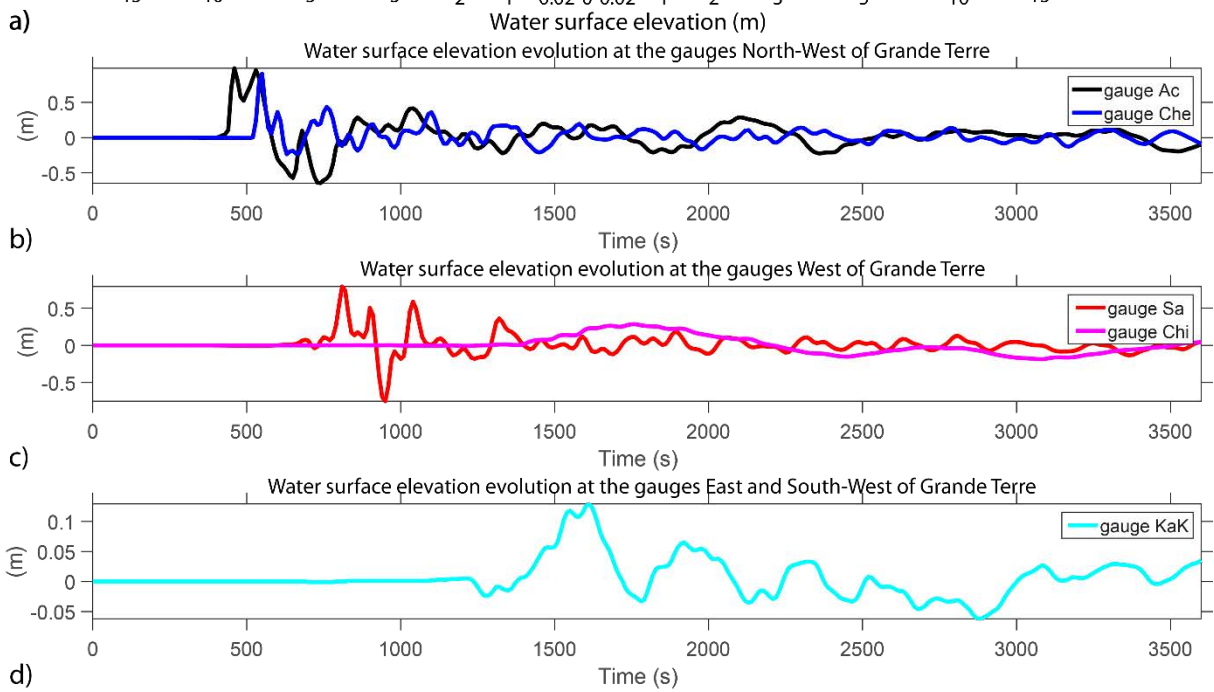 a)
Water surface elevation (m)
Water surface elevation evolution at the gauges North-West of Grande Terre
gauge Ac
gauge Che
0.5
0
-0.5
(m)
0 500 1000 1500 2000 2500 3000 3500
Time (s)
b)
Water surface elevation evolution at the gauges West of Grande Terre
gauge Sa
gauge Chi
0.5
0
-0.5
(m)
0 500 1000 1500 2000 2500 3000 3500
Time (s)
c)
Water surface elevation evolution at the gauges East and South-West of Grande Terre
gauge KaK
0.1
0.05
0
-0.05
(m)
0 500 1000 1500 2000 2500 3000 3500
Time (s)
d)